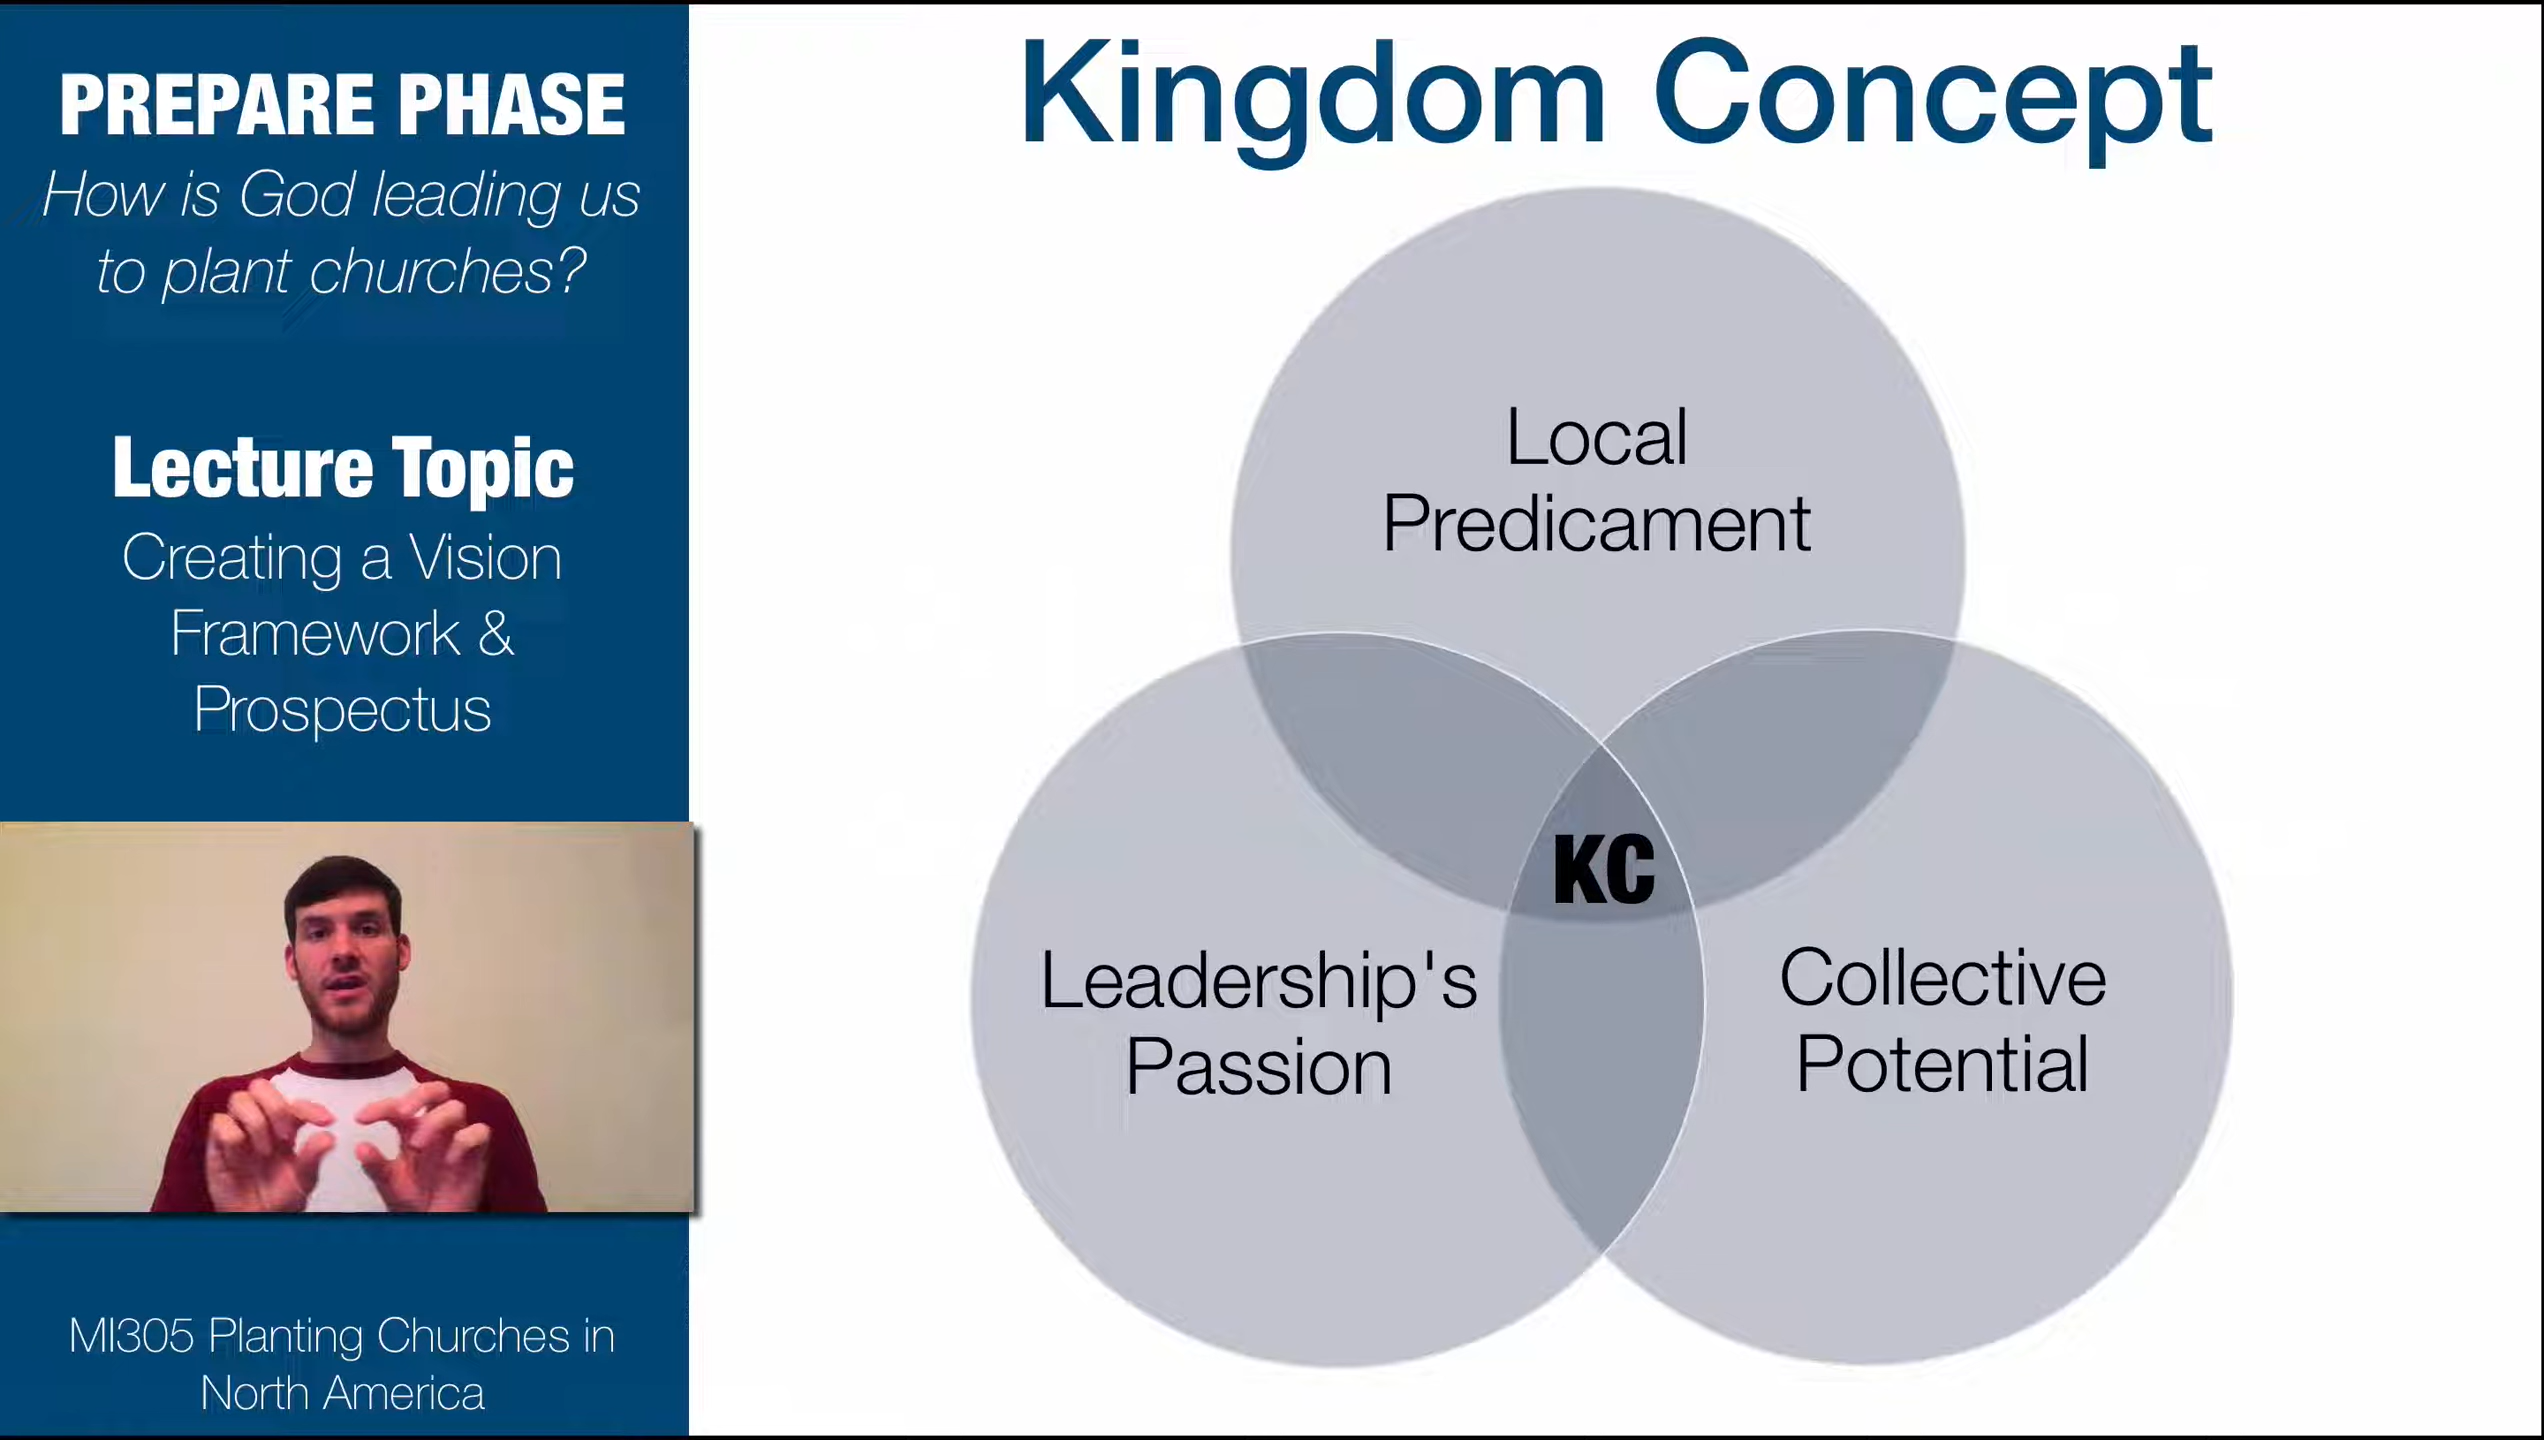 PREPARE PHASE
How is God leading us
to plant churches?
Lecture Topic
Creating a Vision
Framework &
Prospectus
MI305 Planting Churches in
North America
Kingdom Concept
Local
Predicament
KC
Leadership's
Passion
Collective
Potential